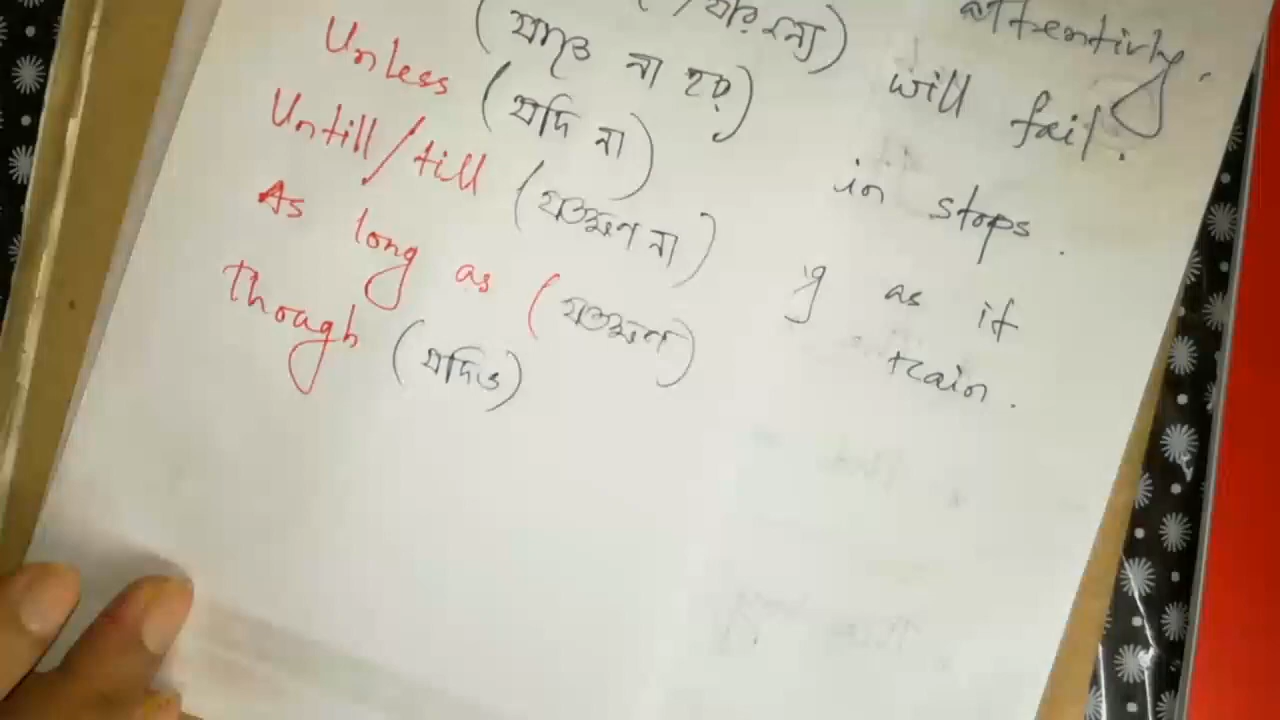 attentivly.
(যাতে না হয়) will fail.
Unless (যদি না) in stops.
Untill/till (যতক্ষণ না) g as if
As long as (যতক্ষণ) train.
Though (যদিও)